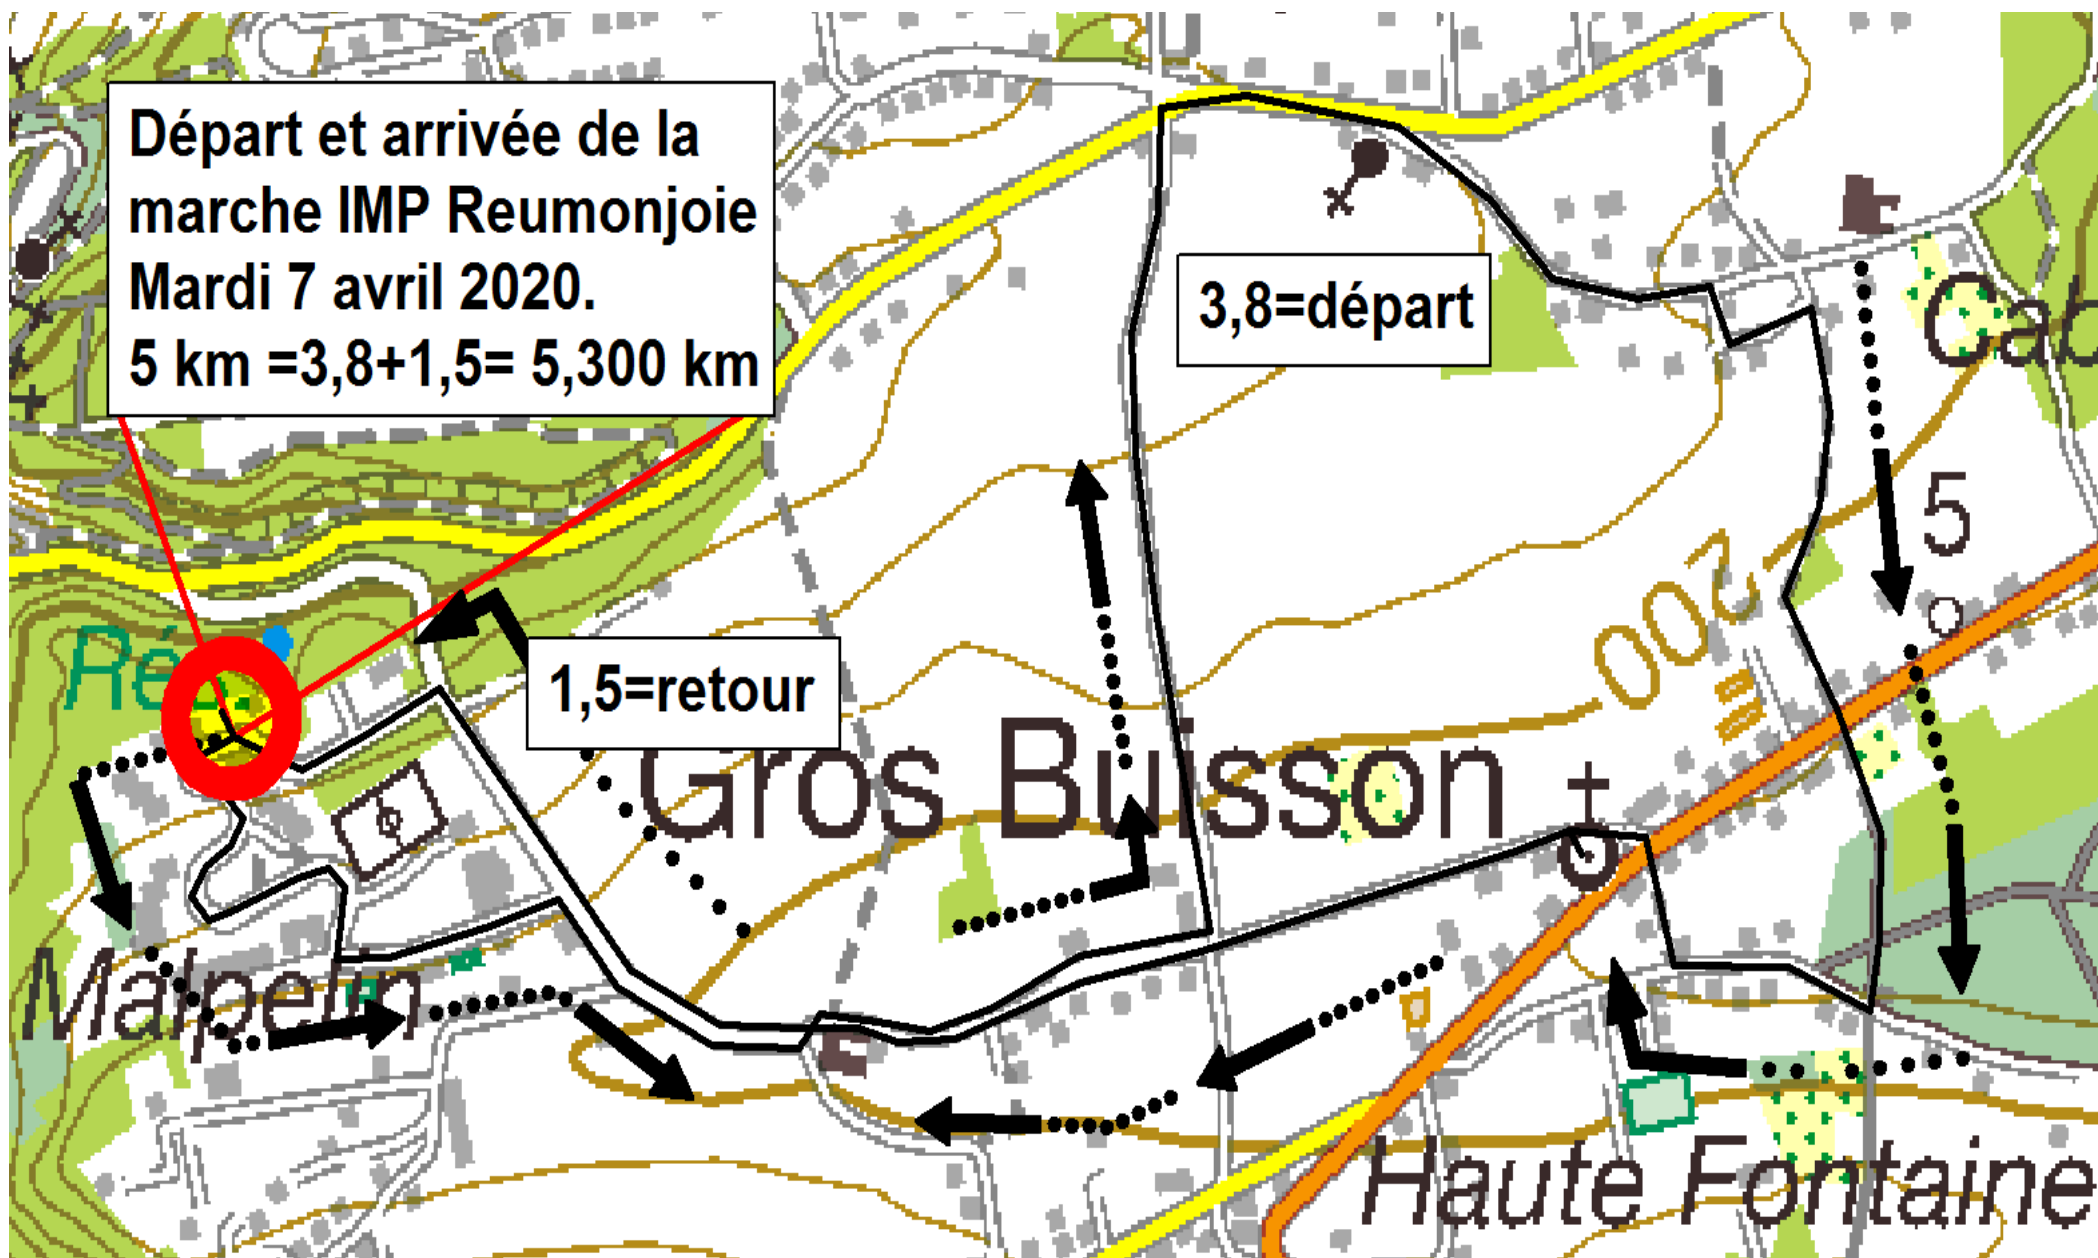 Départ et arrivée de la
marche IMP Reumonjoie
Mardi 7 avril 2020.
5 km =3,8+1,5= 5,300 km
3,8=départ
5
200
1,5=retour
Gros Buisson
Malpelin
Haute Fontaine